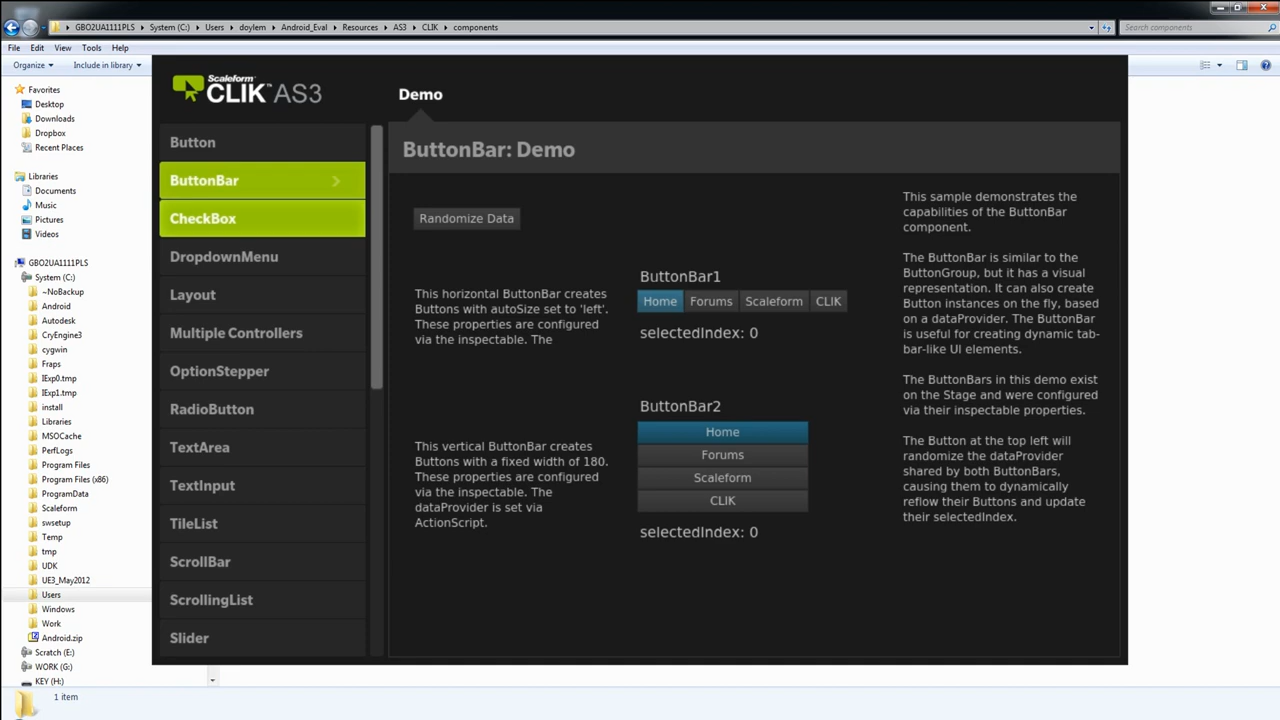 GBO2UA1111PLS System (C:) Users doylem Android_Eval Resources AS3 CLIK components
Search components
File Edit View Tools Help
Organize Include in library
Favorites
Desktop
Downloads
Dropbox
Recent Places
Libraries
Documents
Music
Pictures
Videos
GBO2UA1111PLS
System (C:)
~NoBackup
Android
Autodesk
CryEngine3
cygwin
Fraps
IExp0.tmp
IExp1.tmp
install
Libraries
MSOCache
PerfLogs
Program Files
Program Files (x86)
ProgramData
Scaleform
swsetup
Temp
tmp
UDK
UE3_May2012
Users
Windows
Work
Android.zip
Scratch (E:)
WORK (G:)
KEY (H:)
1 item
Scaleform
CLIK™ AS3
Demo
Button
ButtonBar
CheckBox
DropdownMenu
Layout
Multiple Controllers
OptionStepper
RadioButton
TextArea
TextInput
TileList
ScrollBar
ScrollingList
Slider
ButtonBar: Demo
Randomize Data
This horizontal ButtonBar creates
Buttons with autoSize set to 'left'.
These properties are configured
via the inspectable. The
ButtonBar1
Home Forums Scaleform CLIK
selectedIndex: 0
This vertical ButtonBar creates
Buttons with a fixed width of 180.
These properties are configured
via the inspectable. The
dataProvider is set via
ActionScript.
ButtonBar2
Home
Forums
Scaleform
CLIK
selectedIndex: 0
This sample demonstrates the
capabilities of the ButtonBar
component.
The ButtonBar is similar to the
ButtonGroup, but it has a visual
representation. It can also create
Button instances on the fly, based
on a dataProvider. The ButtonBar
is useful for creating dynamic tab-
bar-like UI elements.
The ButtonBars in this demo exist
on the Stage and were configured
via their inspectable properties.
The Button at the top left will
randomize the dataProvider
shared by both ButtonBars,
causing them to dynamically
reflow their Buttons and update
their selectedIndex.